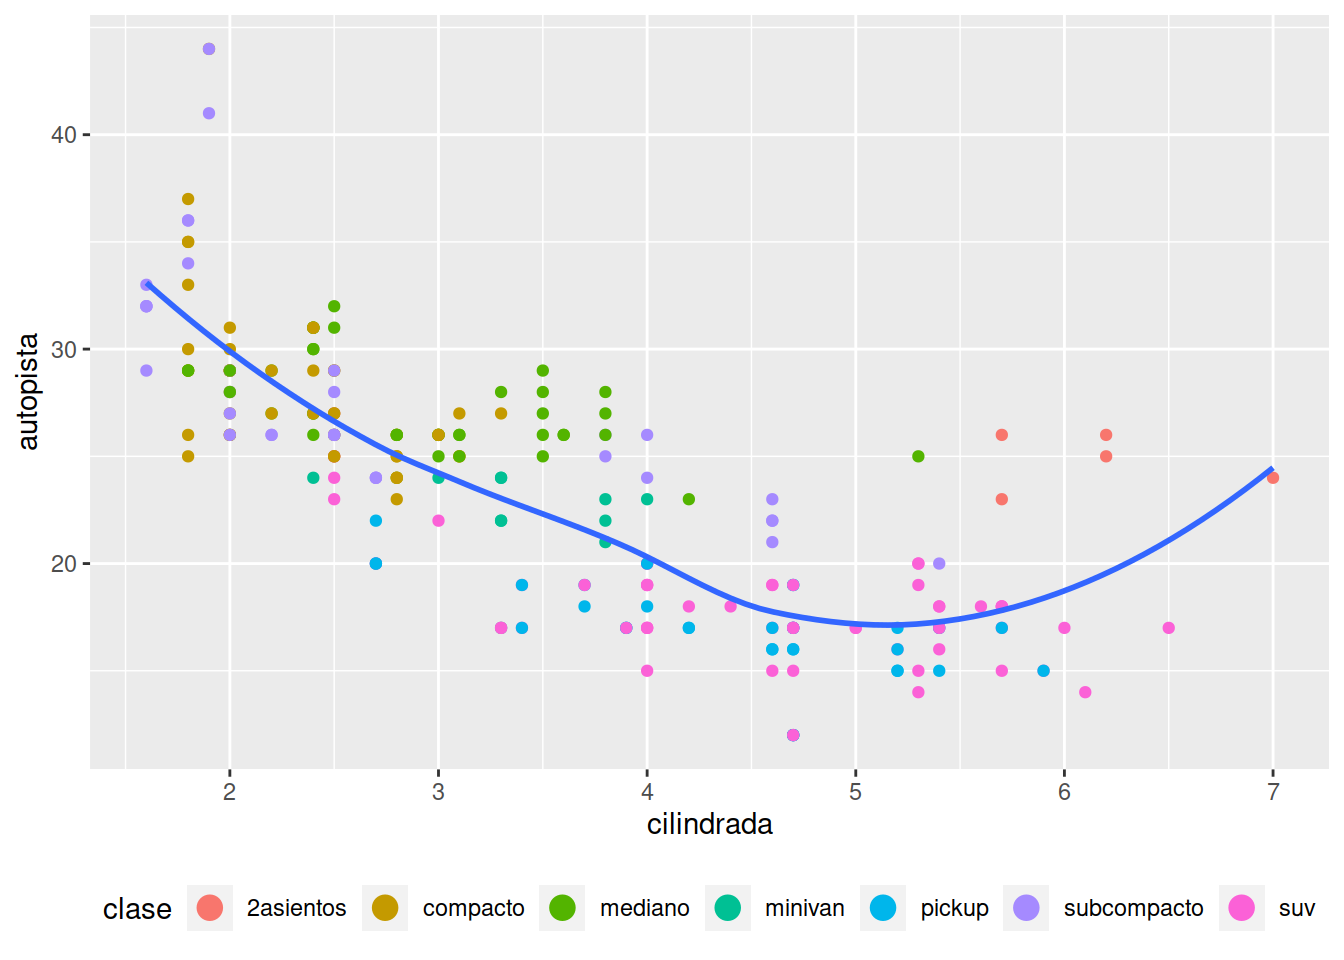 autopista
40
30
20
2 3 4 5 6 7
cilindrada
clase 2asientos compacto mediano minivan pickup subcompacto suv